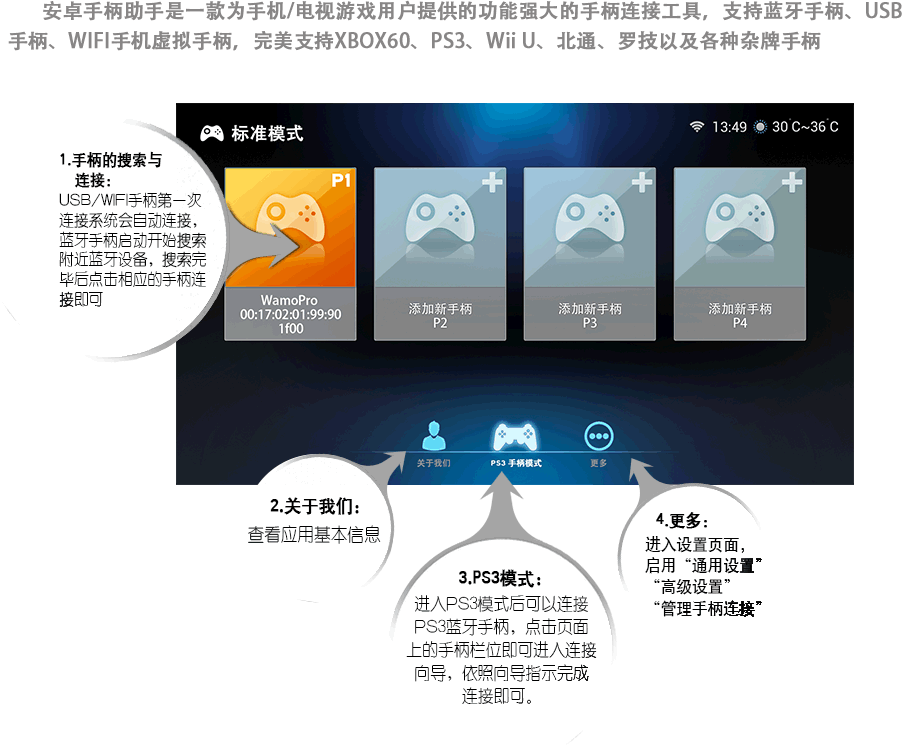 安卓手柄助手是一款为手机/电视游戏用户提供的功能强大的手柄连接工具，支持蓝牙手柄、USB
手柄、WIFI手机虚拟手柄，完美支持XBOX60、PS3、Wii U、北通、罗技以及各种杂牌手柄
标准模式
13:49 30°C~36°C
1.手柄的搜索与
连接：
USB/WIFI手柄第一次
连接系统会自动连接，
蓝牙手柄启动开始搜索
附近蓝牙设备，搜索完
毕后点击相应的手柄连
接即可
P1
WamoPro
00:17:02:01:99:90
1f00
添加新手柄
P2
添加新手柄
P3
添加新手柄
P4
关于我们
PS3 手柄模式
更多
2.关于我们：
查看应用基本信息
3.PS3模式：
进入PS3模式后可以连接
PS3蓝牙手柄，点击页面
上的手柄栏位即可进入连接
向导，依照向导指示完成
连接即可。
4.更多：
进入设置页面，
启用“通用设置”
“高级设置”
“管理手柄连接”